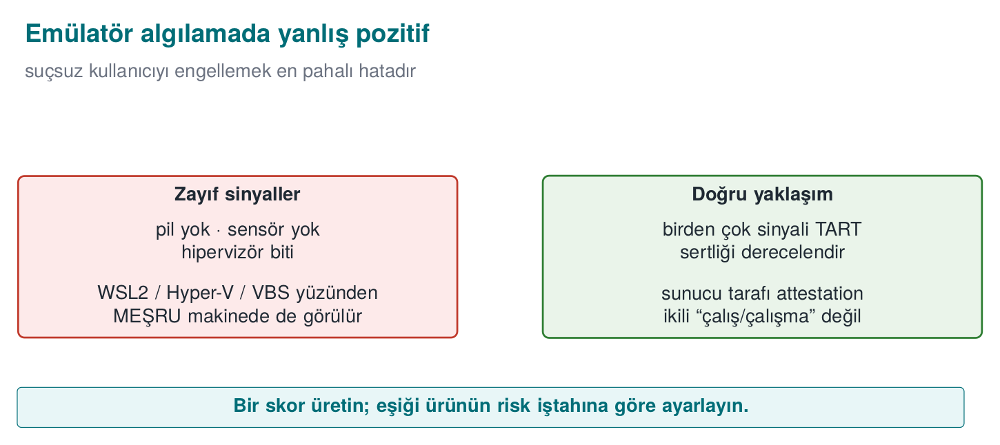 Emülatör algılamada yanlış pozitif
suçsuz kullanıcıyı engellemek en pahalı hatadır
Zayıf sinyaller
pil yok · sensör yok
hipervizör biti
WSL2 / Hyper-V / VBS yüzünden
MEŞRU makinede de görülür
Doğru yaklaşım
birden çok sinyali TART
sertliği derecelendir
sunucu tarafı attestation
ikili “çalış/çalışma” değil
Bir skor üretin; eşiği ürünün risk iştahına göre ayarlayın.